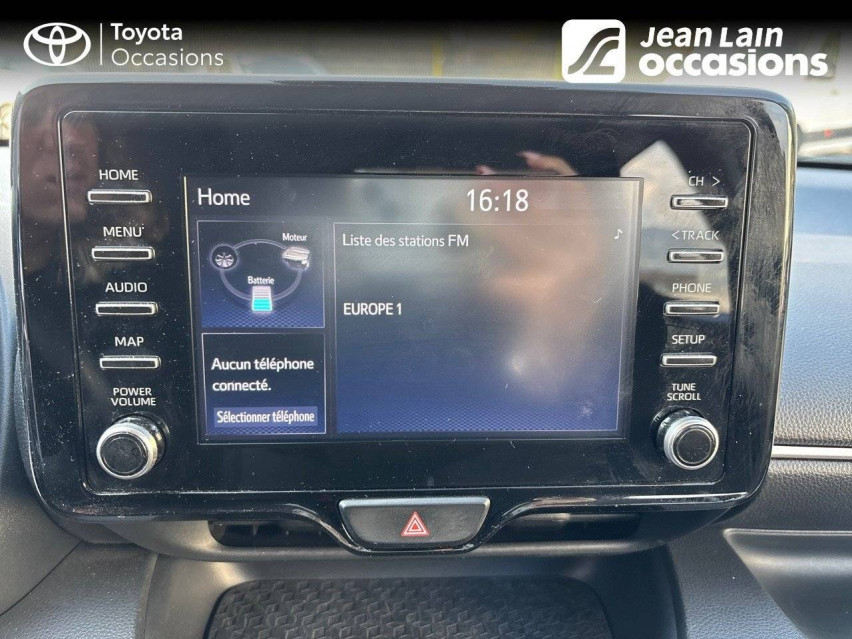 Toyota
Occasions
Jean Lain
occasions
HOME
MENU
AUDIO
MAP
POWER
VOLUME
Home
16:18
Moteur
Batterie
Aucun téléphone
connecté.
Sélectionner téléphone
Liste des stations FM
EUROPE 1
CH >
< TRACK
PHONE
SETUP
TUNE
SCROLL